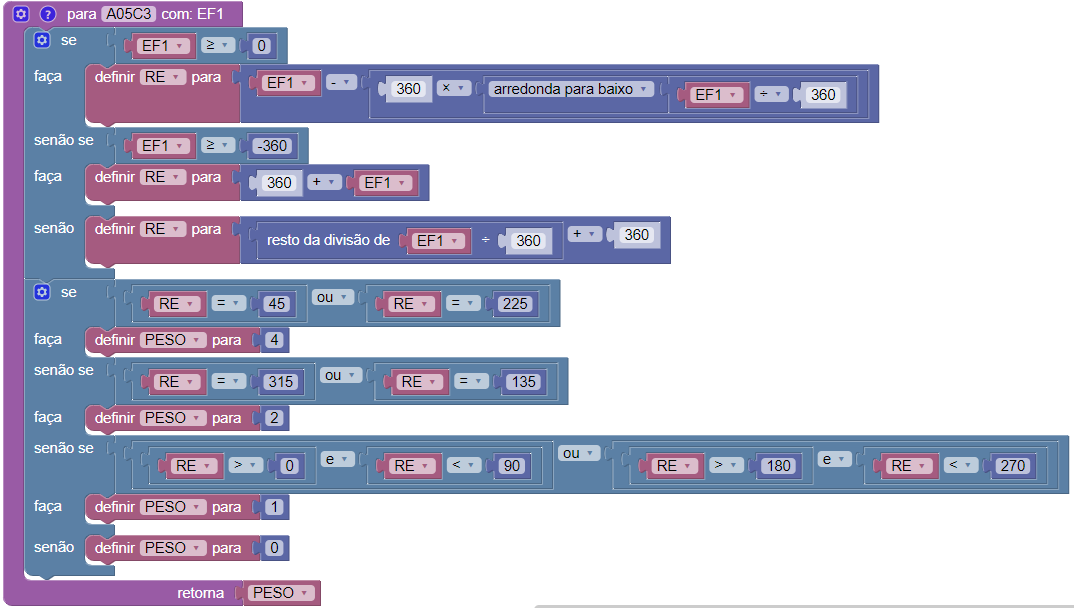 para A05C3 com: EF1
se EF1 ≥ 0
faça definir RE para EF1 - 360 × arredonda para baixo EF1 ÷ 360
senão se EF1 ≥ -360
faça definir RE para 360 + EF1
senão definir RE para resto da divisão de EF1 ÷ 360 + 360
se RE = 45 ou RE = 225
faça definir PESO para 4
senão se RE = 315 ou RE = 135
faça definir PESO para 2
senão se RE > 0 e RE < 90 ou RE > 180 e RE < 270
faça definir PESO para 1
senão definir PESO para 0
retorna PESO